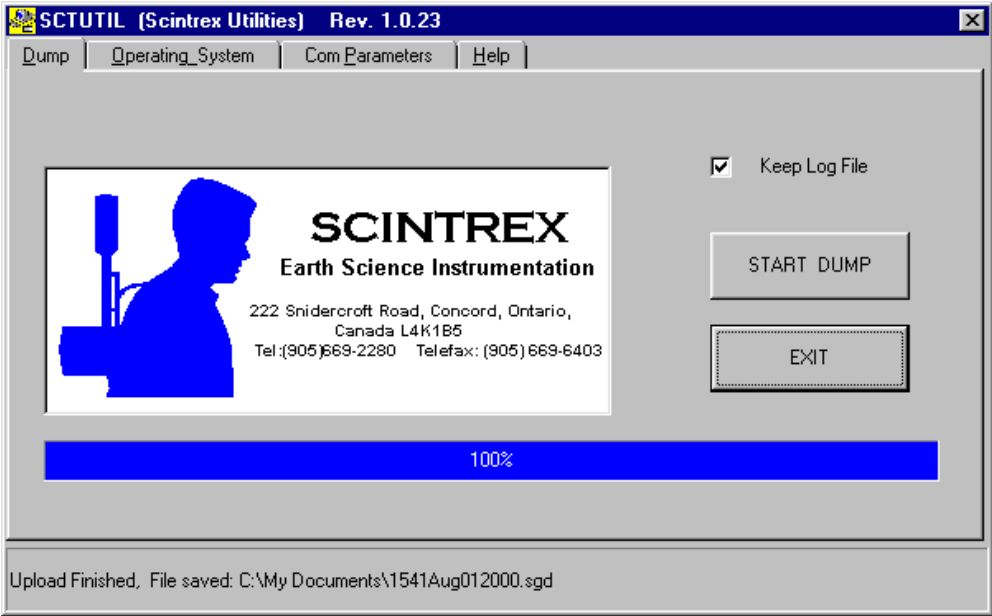 SCTUTIL (Scintrex Utilities) Rev. 1.0.23
Dump Operating_System Com Parameters Help
Keep Log File
SCINTREX
Earth Science Instrumentation
222 Snidercroft Road, Concord, Ontario,
Canada L4K1B5
Tel:(905)669-2280 Telefax: (905) 669-6403
START DUMP
EXIT
100%
Upload Finished, File saved: C:\My Documents\1541Aug012000.sgd